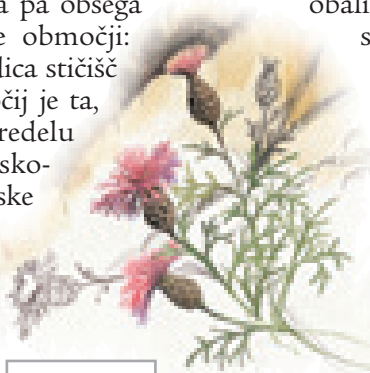 a pa obsega
e območji:
lica stičišč
čij je ta,
redelu
sko-
ske
obali
s